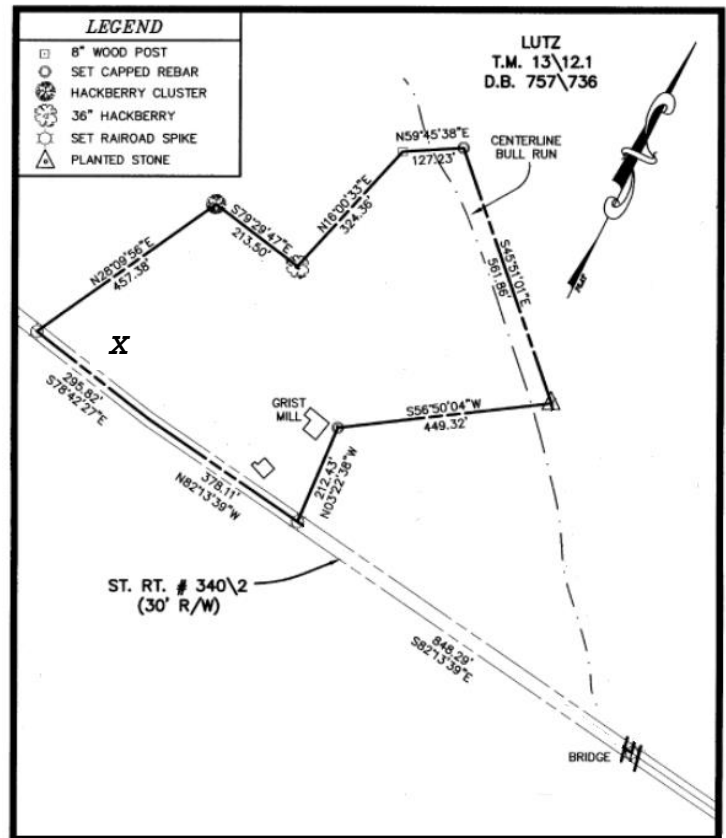 LEGEND
8" WOOD POST
SET CAPPED REBAR
HACKBERRY CLUSTER
36" HACKBERRY
SET RAIROAD SPIKE
PLANTED STONE
LUTZ
T.M. 13\12.1
D.B. 757\736
N59°45'38"E
127.23'
CENTERLINE
BULL RUN
PLAT
N16°00'33"E
324.36'
S79°29'47"E
213.50'
N28°09'56"E
457.38'
S45°51'01"E
561.86'
X
295.82'
S78°42'27"E
GRIST
MILL
S56°50'04"W
449.32'
212.43'
N03°22'38"W
378.11'
N82°13'39"W
ST. RT. # 340\2
(30' R/W)
848.29'
S82°13'39"E
BRIDGE